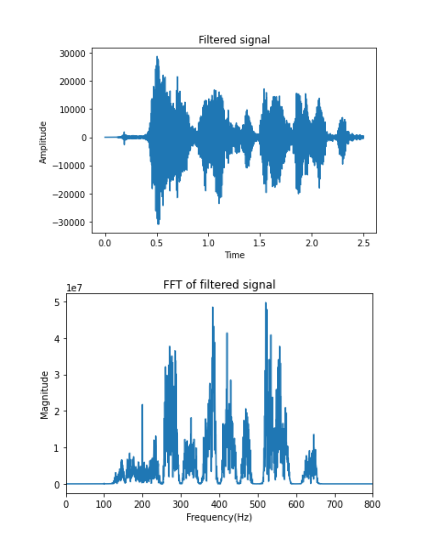 Filtered signal
30000
20000
10000
0
−10000
−20000
−30000
Amplitude
0.0 0.5 1.0 1.5 2.0 2.5
Time
FFT of filtered signal
1e7
5
4
3
2
1
0
Magnitude
0 100 200 300 400 500 600 700 800
Frequency(Hz)